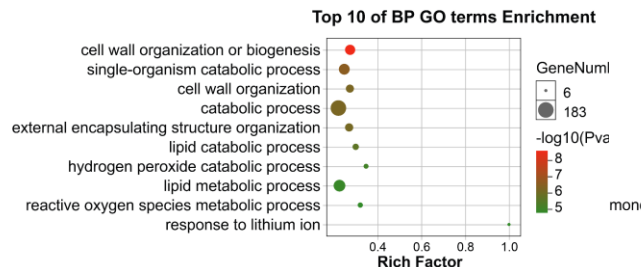 Top 10 of BP GO terms Enrichment
cell wall organization or biogenesis
single-organism catabolic process
cell wall organization
catabolic process
external encapsulating structure organization
lipid catabolic process
hydrogen peroxide catabolic process
lipid metabolic process
reactive oxygen species metabolic process
response to lithium ion
0.4 0.6 0.8 1.0
Rich Factor
GeneNuml
6
183
-log10(Pva
8
7
6
5
mono